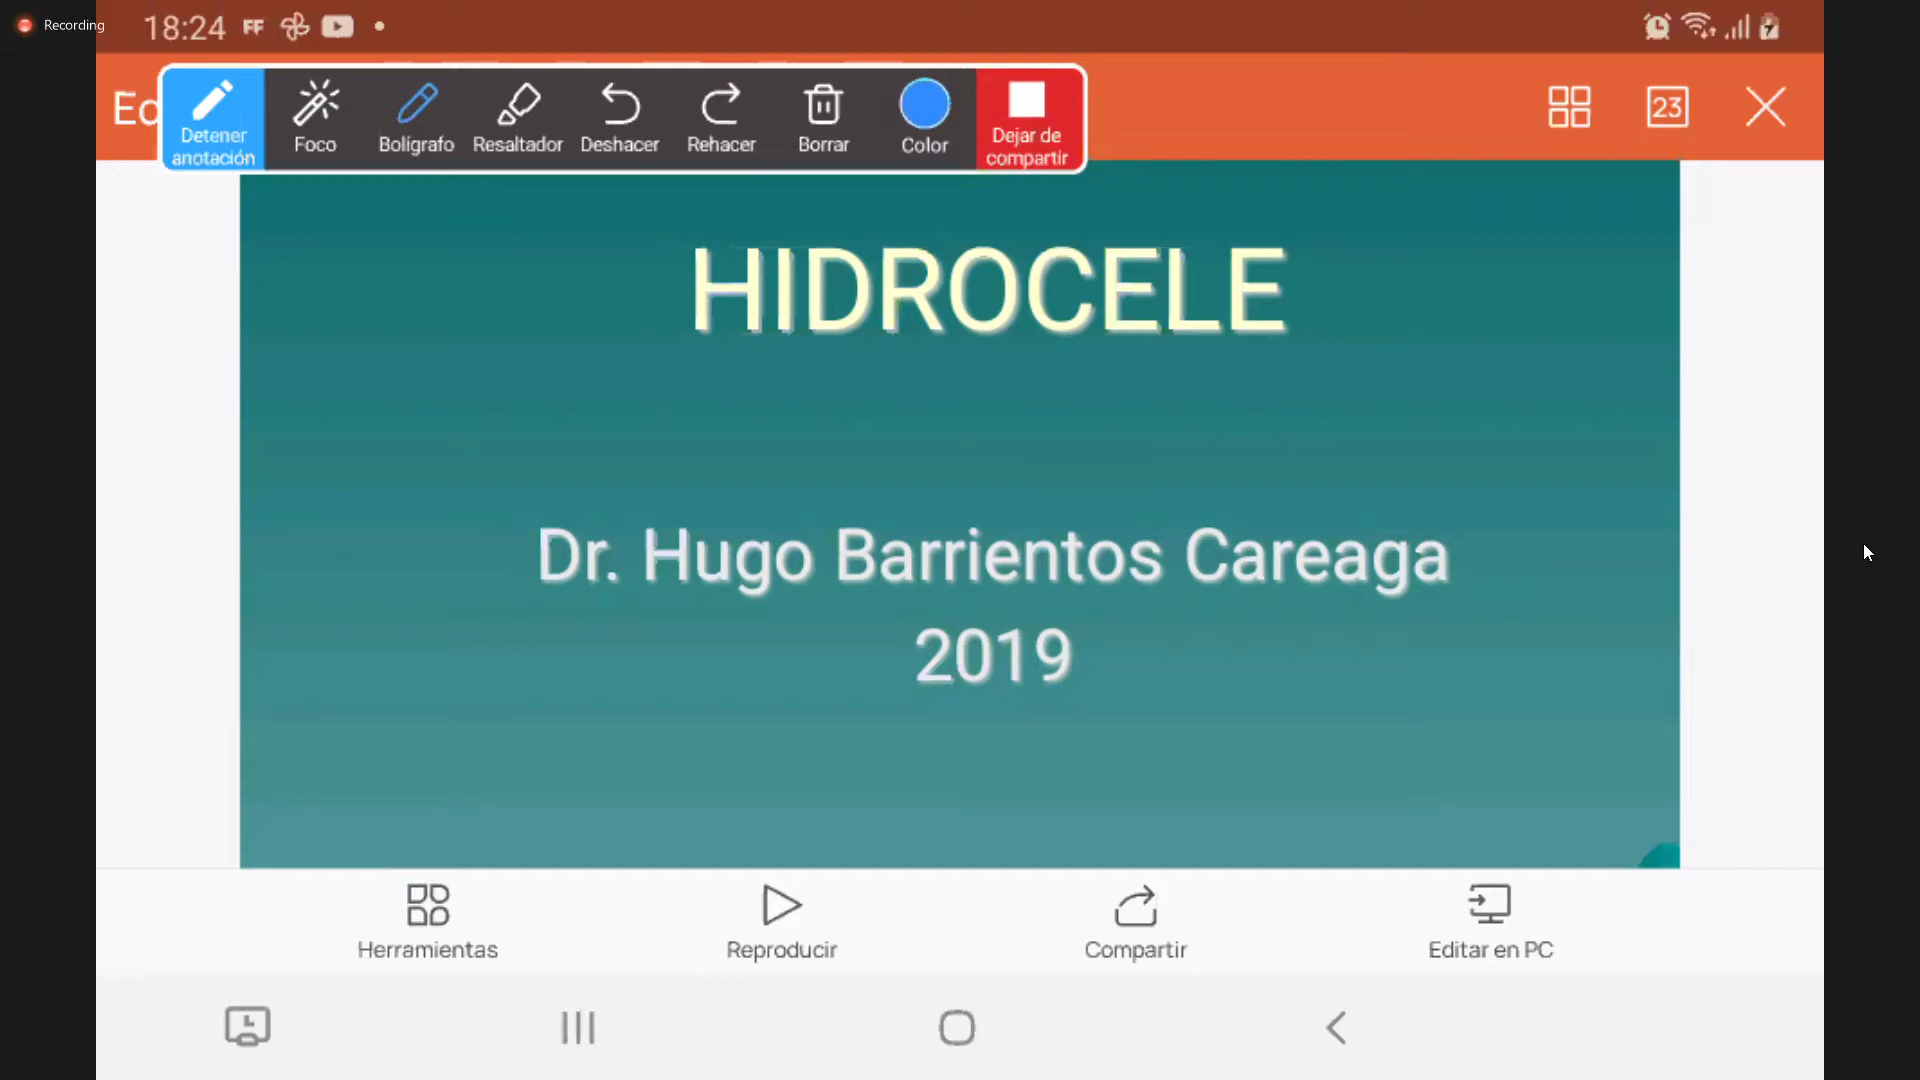 Recording
18:24
Ed
Detener
anotación
Foco
Bolígrafo
Resaltador
Deshacer
Rehacer
Borrar
Color
Dejar de
compartir
23
HIDROCELE
Dr. Hugo Barrientos Careaga
2019
Herramientas
Reproducir
Compartir
Editar en PC